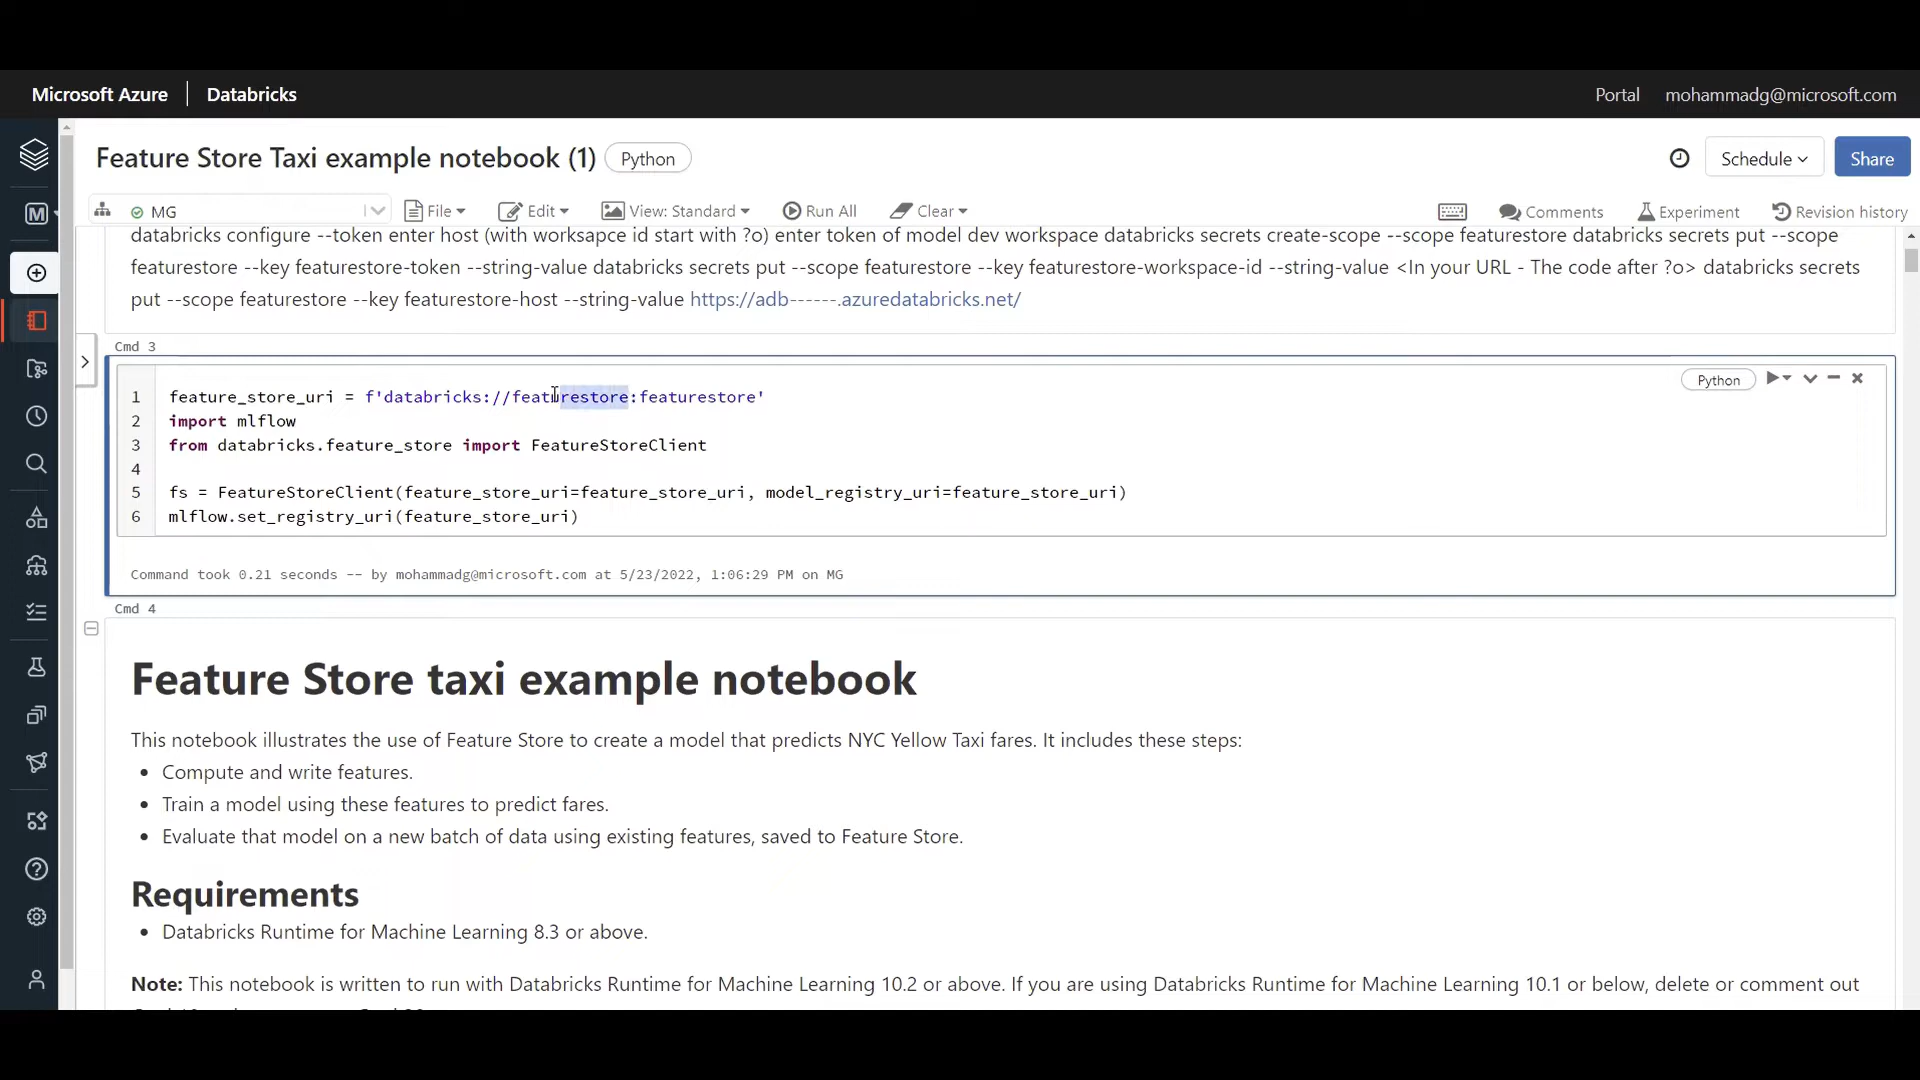 Microsoft Azure Databricks Portal mohammadg@microsoft.com
Feature Store Taxi example notebook (1) Python Schedule Share
M MG File Edit View: Standard Run All Clear Comments Experiment Revision history
databricks configure --token enter host (with worksapce id start with ?o) enter token of model dev workspace databricks secrets create-scope --scope featurestore databricks secrets put --scope
featurestore --key featurestore-token --string-value databricks secrets put --scope featurestore --key featurestore-workspace-id --string-value <In your URL - The code after ?o> databricks secrets
put --scope featurestore --key featurestore-host --string-value https://adb------.azuredatabricks.net/
Cmd 3
Python
1 feature_store_uri = f'databricks://featurestore:featurestore'
2 import mlflow
3 from databricks.feature_store import FeatureStoreClient
4
5 fs = FeatureStoreClient(feature_store_uri=feature_store_uri, model_registry_uri=feature_store_uri)
6 mlflow.set_registry_uri(feature_store_uri)
Command took 0.21 seconds -- by mohammadg@microsoft.com at 5/23/2022, 1:06:29 PM on MG
Cmd 4
Feature Store taxi example notebook
This notebook illustrates the use of Feature Store to create a model that predicts NYC Yellow Taxi fares. It includes these steps:
• Compute and write features.
• Train a model using these features to predict fares.
• Evaluate that model on a new batch of data using existing features, saved to Feature Store.
Requirements
• Databricks Runtime for Machine Learning 8.3 or above.
Note: This notebook is written to run with Databricks Runtime for Machine Learning 10.2 or above. If you are using Databricks Runtime for Machine Learning 10.1 or below, delete or comment out